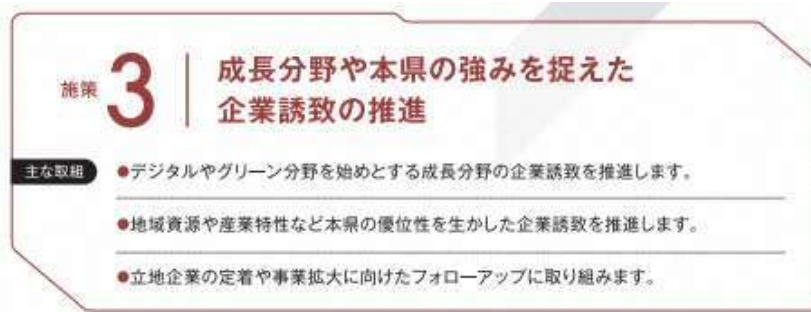 施策 3
成長分野や本県の強みを捉えた
企業誘致の推進
主な取組
●デジタルやグリーン分野を始めとする成長分野の企業誘致を推進します。
●地域資源や産業特性など本県の優位性を生かした企業誘致を推進します。
●立地企業の定着や事業拡大に向けたフォローアップに取り組みます。